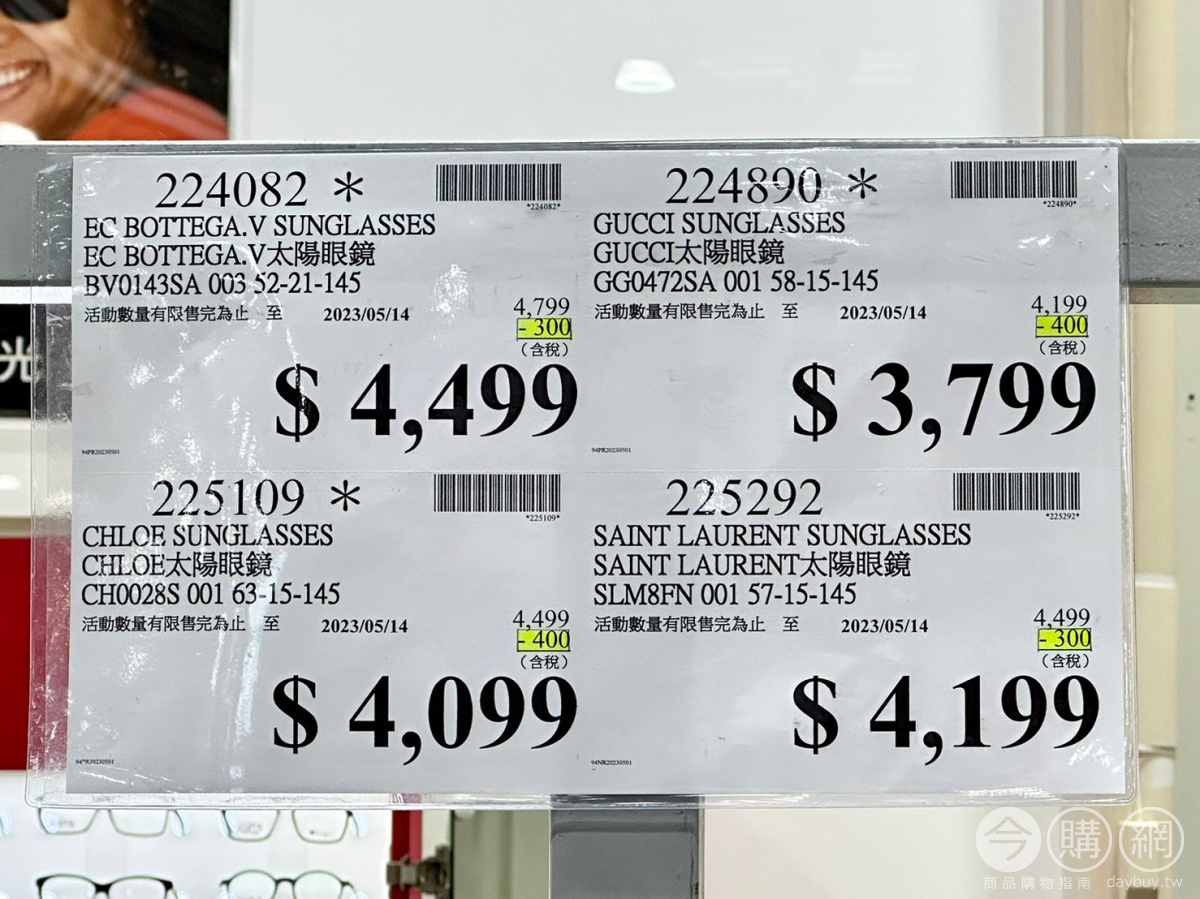 224082 *
*224082*
EC BOTTEGA.V SUNGLASSES
EC BOTTEGA.V太陽眼鏡
BV0143SA 003 52-21-145
活動數量有限售完為止 至 2023/05/14
4,799
- 300
(含稅)
$ 4,499
94PR20230501
224890 *
*224890*
GUCCI SUNGLASSES
GUCCI太陽眼鏡
GG0472SA 001 58-15-145
活動數量有限售完為止 至 2023/05/14
4,199
- 400
(含稅)
$ 3,799
94PR20230501
225109 *
*225109*
CHLOE SUNGLASSES
CHLOE太陽眼鏡
CH0028S 001 63-15-145
活動數量有限售完為止 至 2023/05/14
4,499
- 400
(含稅)
$ 4,099
225292
*225292*
SAINT LAURENT SUNGLASSES
SAINT LAURENT太陽眼鏡
SLM8FN 001 57-15-145
活動數量有限售完為止 至 2023/05/14
4,499
- 300
(含稅)
$ 4,199
94NR20230501
光
今購網
商品購物指南 daybuy.tw